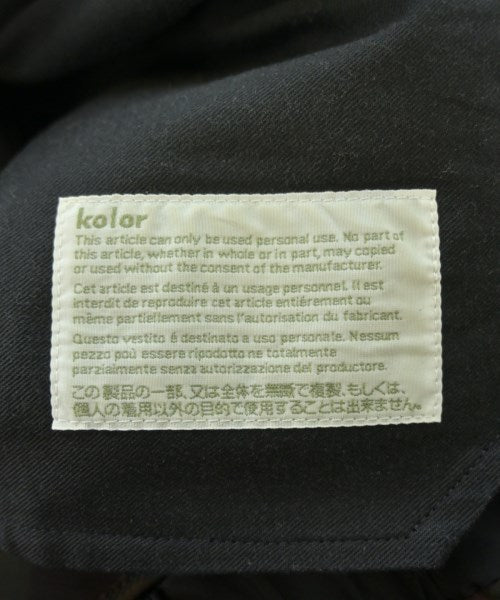 kolor
This article can only be used personal use. No part of
this article, whether in whole or in part, may copied
or used without the consent of the manufacturer.
Cet article est destiné à un usage personnel. Il est
interdit de reproduire cet article entiérement ou
même partiellement sans l'autorisation du fabricant.
Questo vestito é destinato a uso personale. Nessum
pezzo poù essere ripodotto ne totalmente
parzialmente senza autorizzazione del productore.
この製品の一部、又は全体を無断で複製、もしくは、
個人の着用以外の目的で使用することは出来ません。